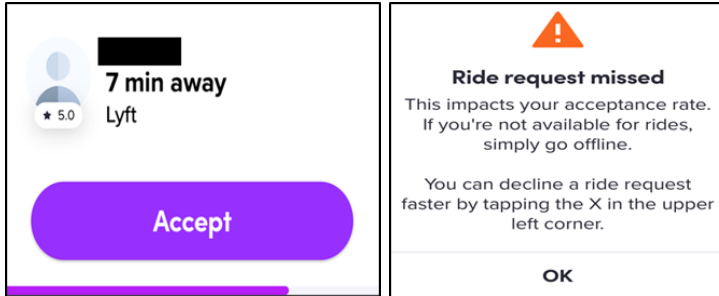 7 min away
★ 5.0
Lyft
Accept
Ride request missed
This impacts your acceptance rate.
If you're not available for rides,
simply go offline.
You can decline a ride request
faster by tapping the X in the upper
left corner.
OK